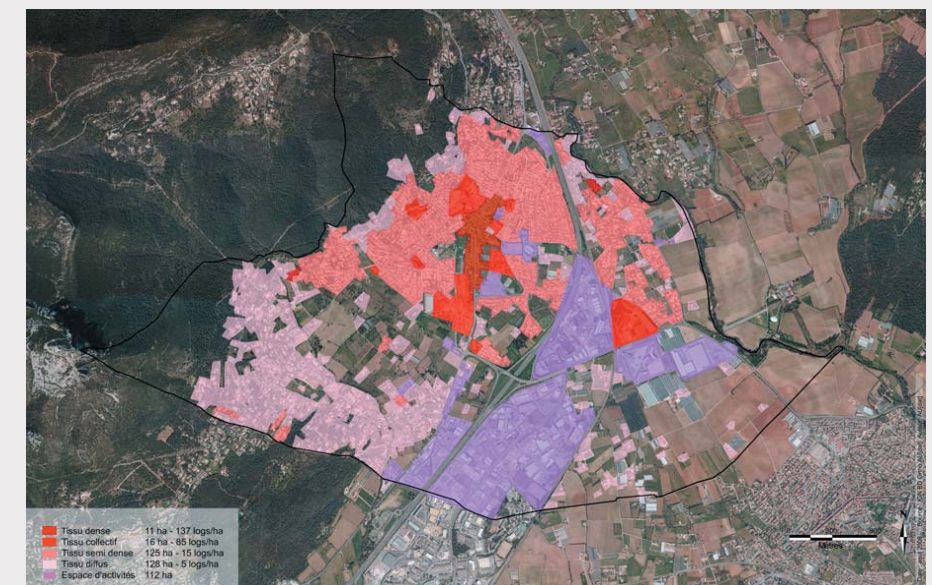 Tissu dense 11 ha - 137 logs/ha
Tissu collectif 16 ha - 85 logs/ha
Tissu semi dense 125 ha - 15 logs/ha
Tissu diffus 128 ha - 5 logs/ha
Espace d'activités 112 ha
Mètres